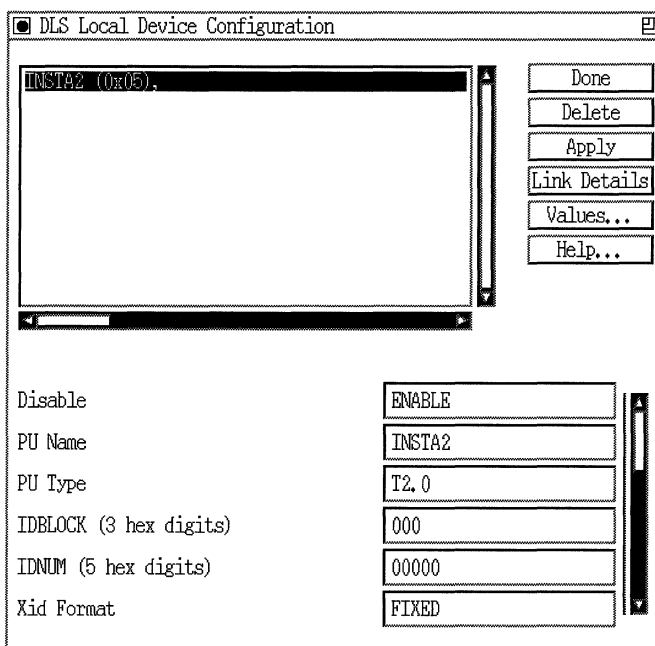 DLS Local Device Configuration
INSTA2 (0x05),
Done
Delete
Apply
Link Details
Values...
Help...
Disable ENABLE
PU Name INSTA2
PU Type T2.0
IDBLOCK (3 hex digits) 000
IDNUM (5 hex digits) 00000
Xid Format FIXED